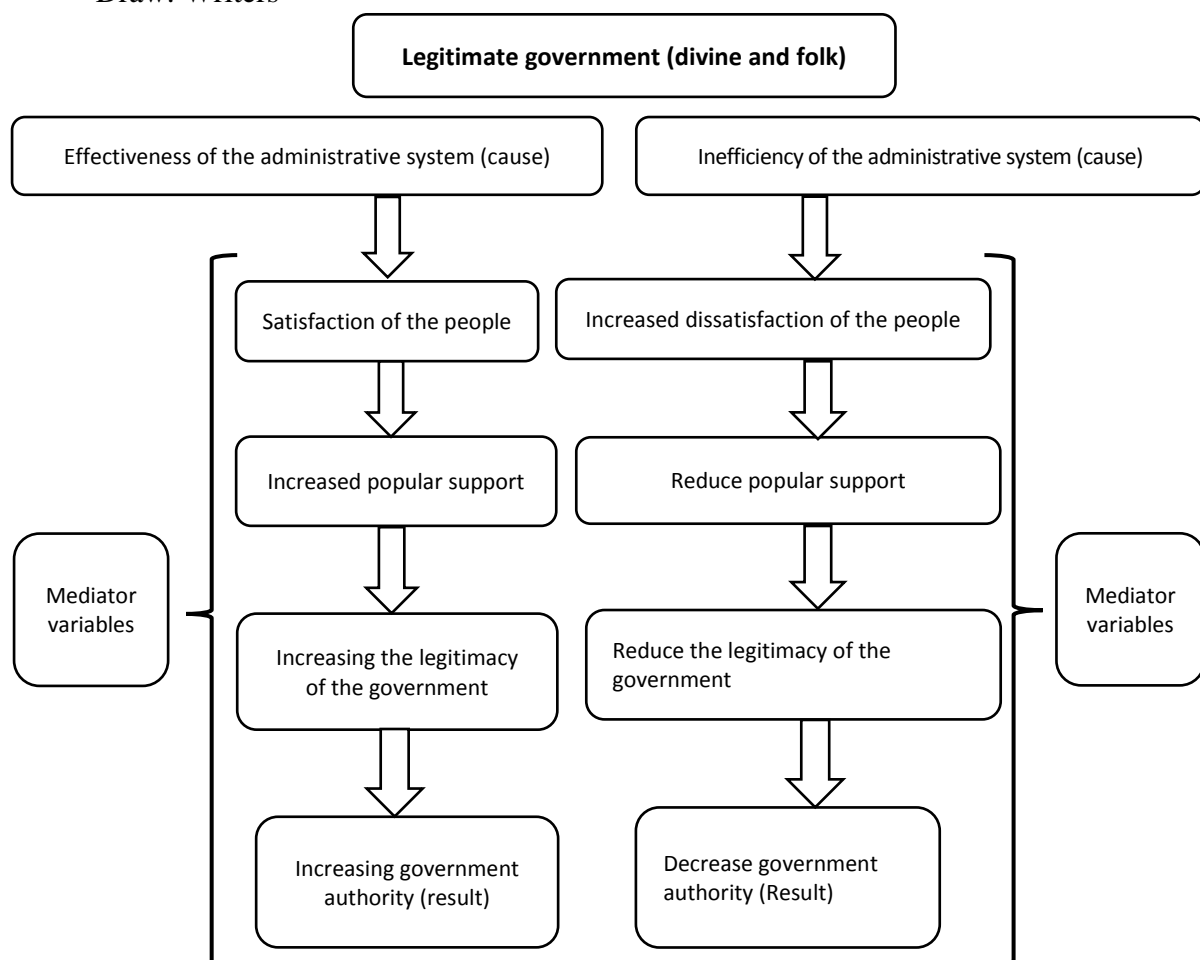 Draw: Writers
Legitimate government (divine and folk)
Effectiveness of the administrative system (cause)
Inefficiency of the administrative system (cause)
Satisfaction of the people
Increased dissatisfaction of the people
Increased popular support
Reduce popular support
Mediator
variables
Increasing the legitimacy
of the government
Reduce the legitimacy of the
government
Mediator
variables
Increasing government
authority (result)
Decrease government
authority (Result)